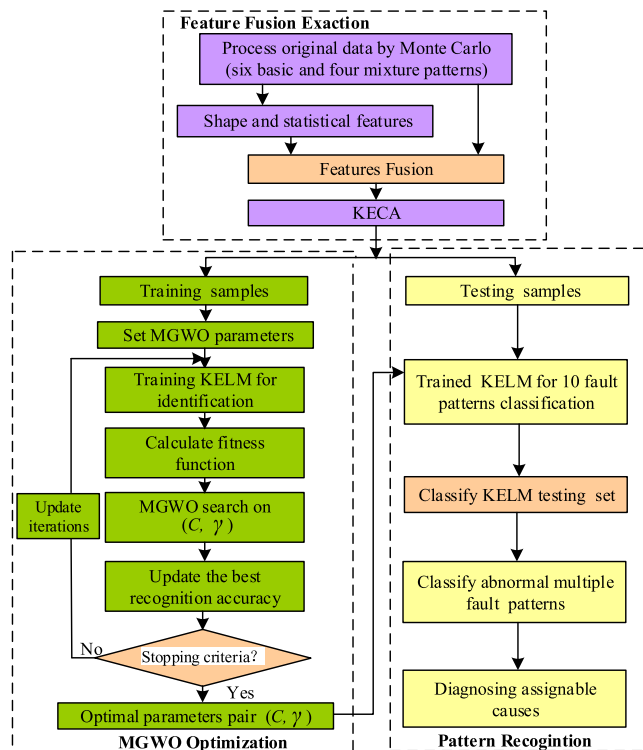 Feature Fusion Exaction
Process original data by Monte Carlo
(six basic and four mixture patterns)
Shape and statistical features
Features Fusion
KECA
Training samples
Set MGWO parameters
Training KELM for
identification
Calculate fitness
function
MGWO search on
(C, γ)
Update
iterations
Update the best
recognition accuracy
No
Stopping criteria?
Yes
Optimal parameters pair (C, γ)
MGWO Optimization
Testing samples
Trained KELM for 10 fault
patterns classification
Classify KELM testing set
Classify abnormal multiple
fault patterns
Diagnosing assignable
causes
Pattern Recogintion